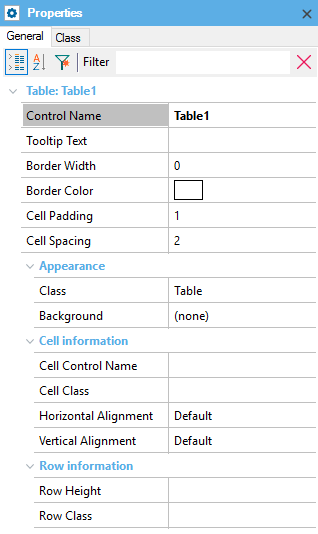 Properties
General Class
Filter
Table: Table1
Control Name Table1
Tooltip Text
Border Width 0
Border Color
Cell Padding 1
Cell Spacing 2
Appearance
Class Table
Background (none)
Cell information
Cell Control Name
Cell Class
Horizontal Alignment Default
Vertical Alignment Default
Row information
Row Height
Row Class